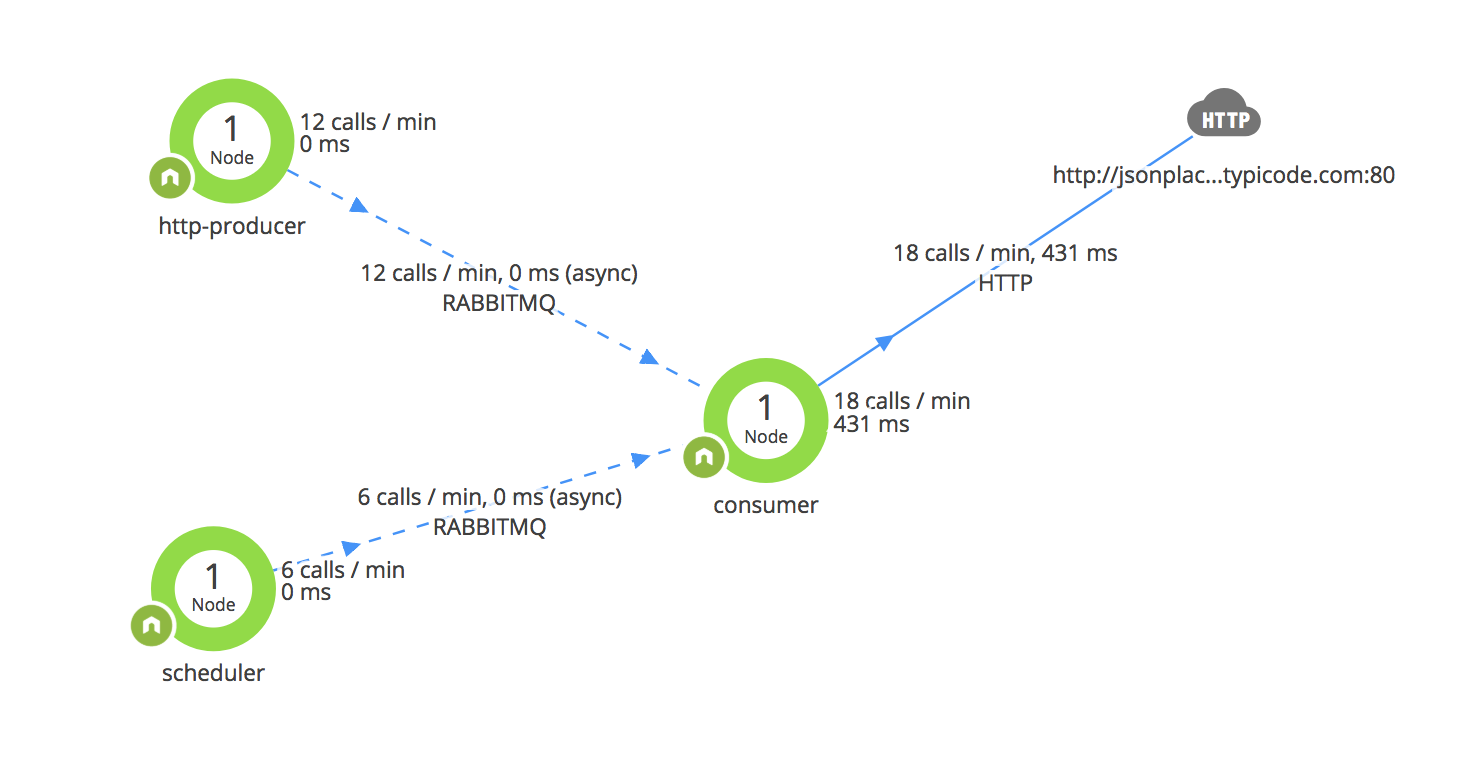 1
Node
12 calls / min
0 ms
http-producer
12 calls / min, 0 ms (async)
RABBITMQ
HTTP
http://jsonplac...typicode.com:80
18 calls / min, 431 ms
HTTP
1
Node
18 calls / min
431 ms
consumer
6 calls / min, 0 ms (async)
RABBITMQ
1
Node
6 calls / min
0 ms
scheduler